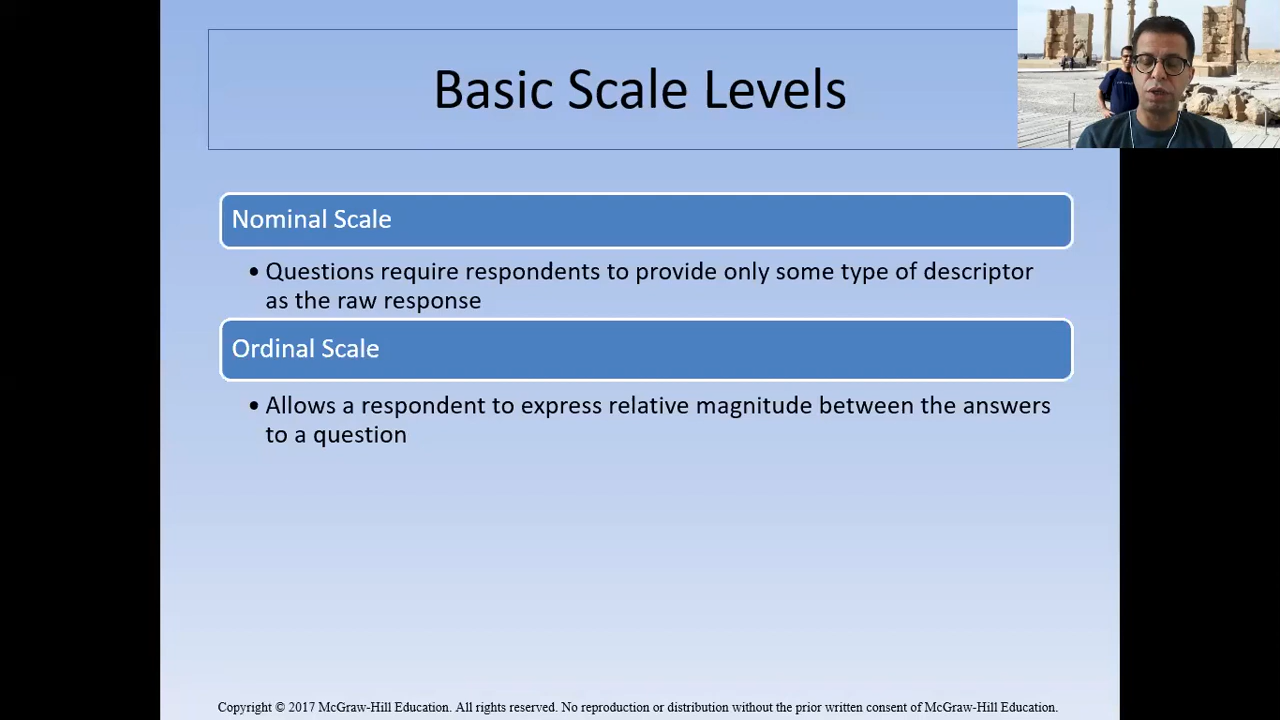 Basic Scale Levels
Nominal Scale
• Questions require respondents to provide only some type of descriptor
as the raw response
Ordinal Scale
• Allows a respondent to express relative magnitude between the answers
to a question
Copyright © 2017 McGraw-Hill Education. All rights reserved. No reproduction or distribution without the prior written consent of McGraw-Hill Education.